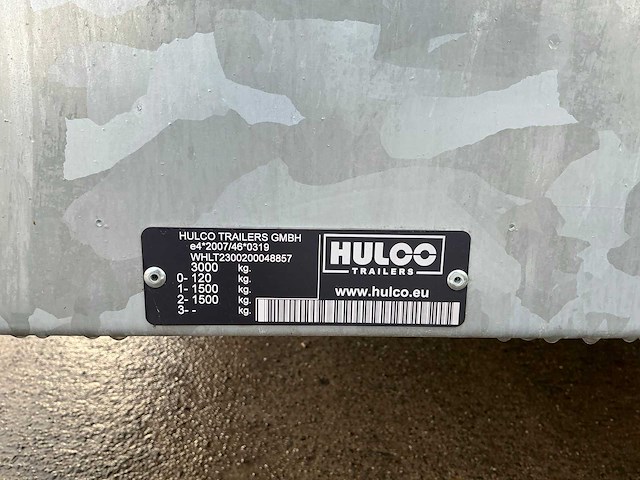 HULCO TRAILERS GMBH
e4*2007/46*0319
WHLT2300200048857
3000 kg.
0- 120 kg.
1- 1500 kg.
2- 1500 kg.
3- - kg.
HULCO
TRAILERS
www.hulco.eu